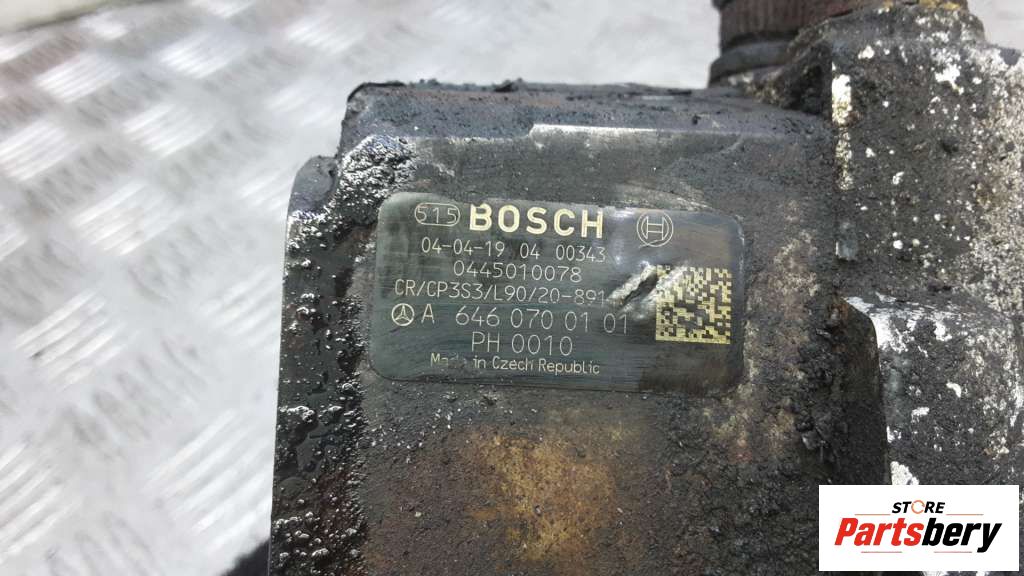 515 BOSCH
04-04-19 04 00343
0445010078
CR/CP3S3/L90/20-891
A 646 070 01 01
PH 0010
Made in Czech Republic
STORE
Partsbery